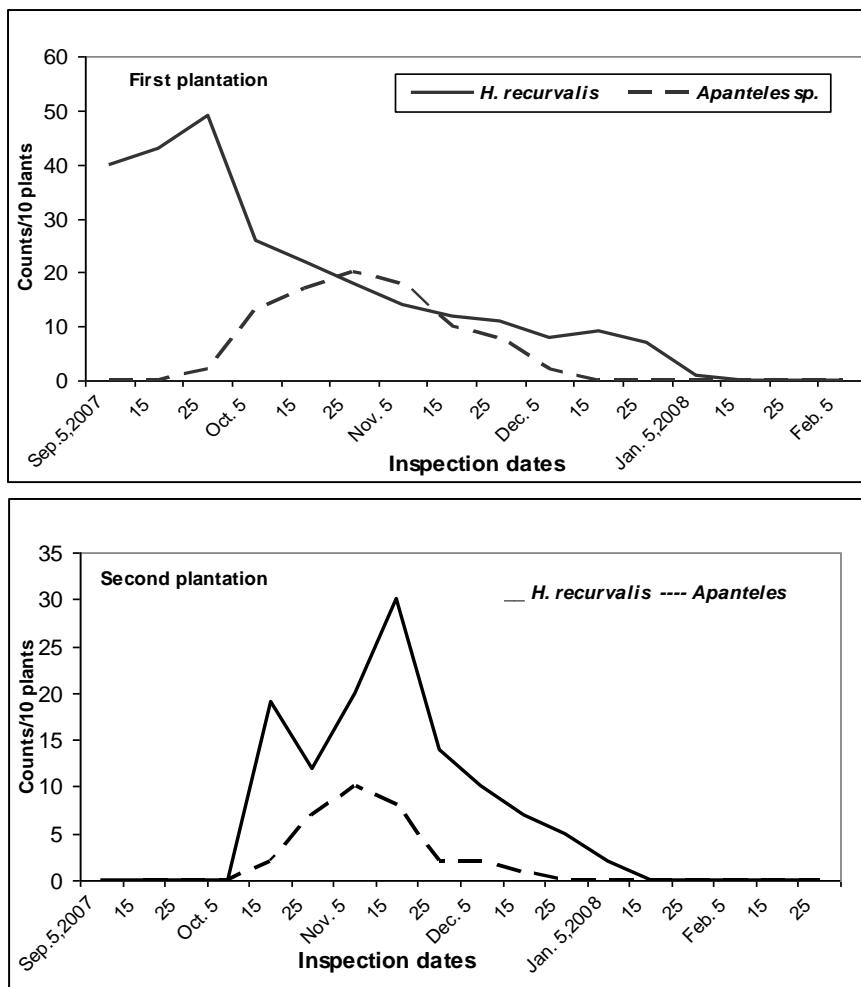 First plantation
H. recurvalis Apanteles sp.
Counts/10 plants
60
50
40
30
20
10
0
Sep.5,2007 15 25 Oct. 5 15 25 Nov. 5 15 25 Dec. 5 15 25 Jan. 5,2008 15 25 Feb. 5
Inspection dates
Second plantation
__ H. recurvalis ---- Apanteles
Counts/10 plants
35
30
25
20
15
10
5
0
Sep.5,2007 15 25 Oct. 5 15 25 Nov. 5 15 25 Dec. 5 15 25 Jan. 5,2008 15 25 Feb. 5 15 25
Inspection dates